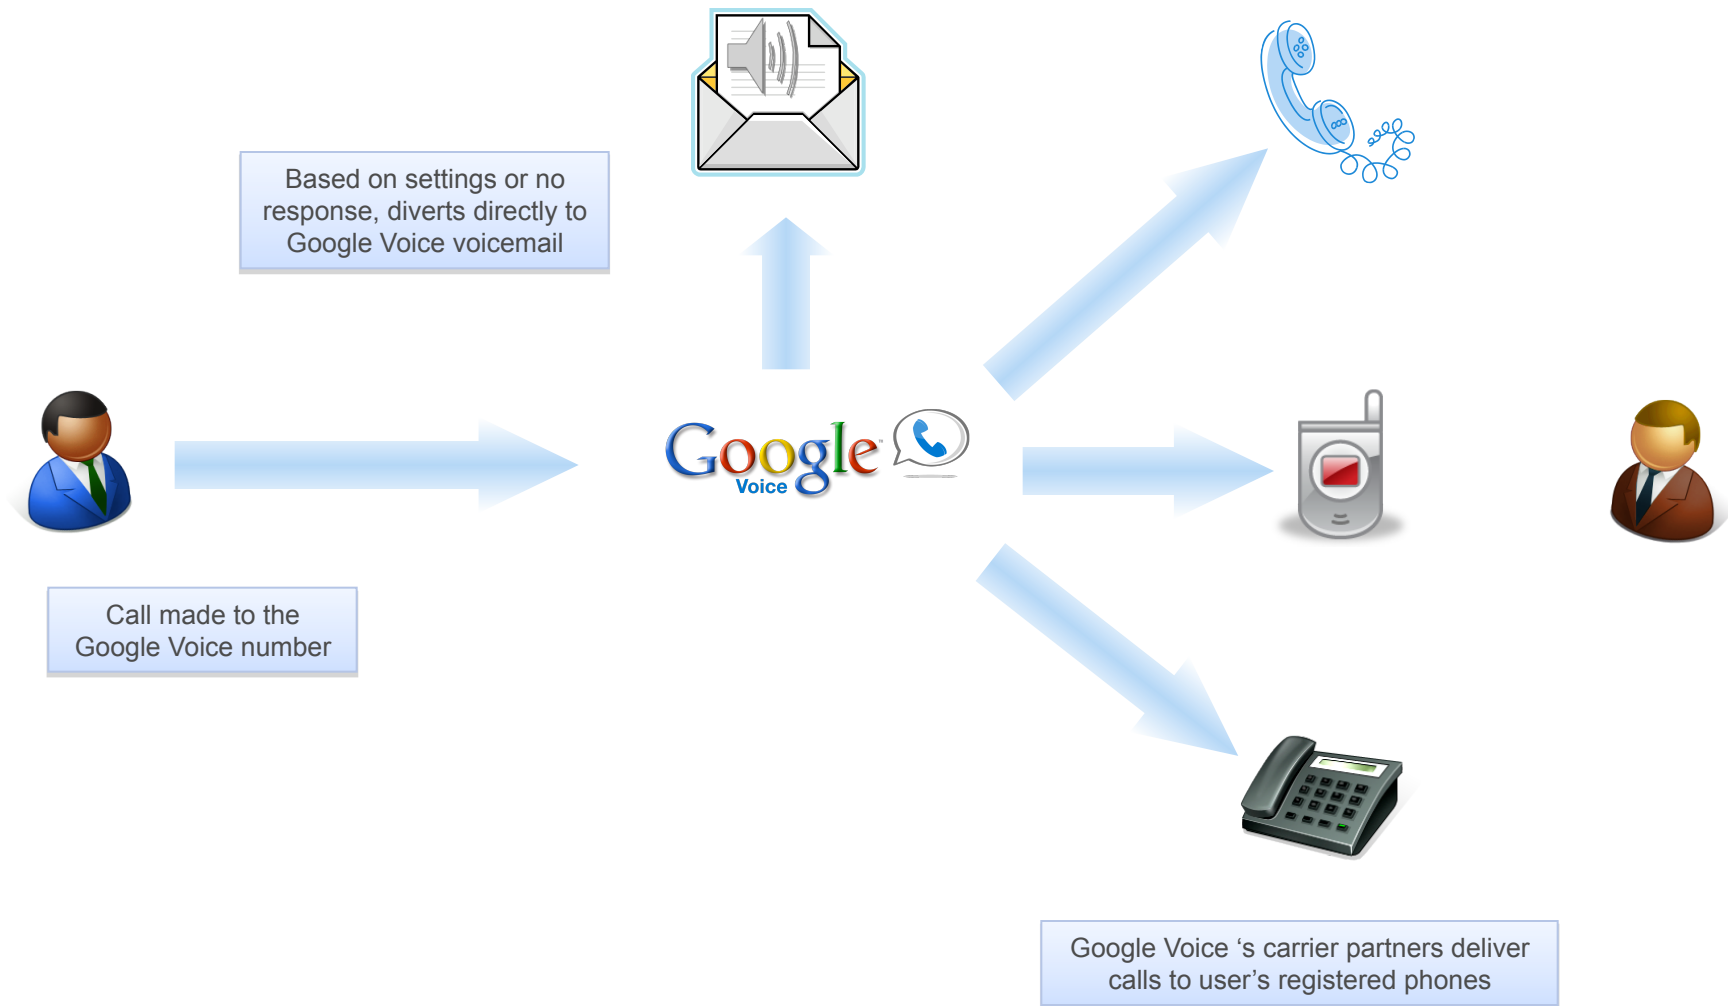 Based on settings or no
response, diverts directly to
Google Voice voicemail
Google™
Voice
Call made to the
Google Voice number
Google Voice ‘s carrier partners deliver
calls to user’s registered phones